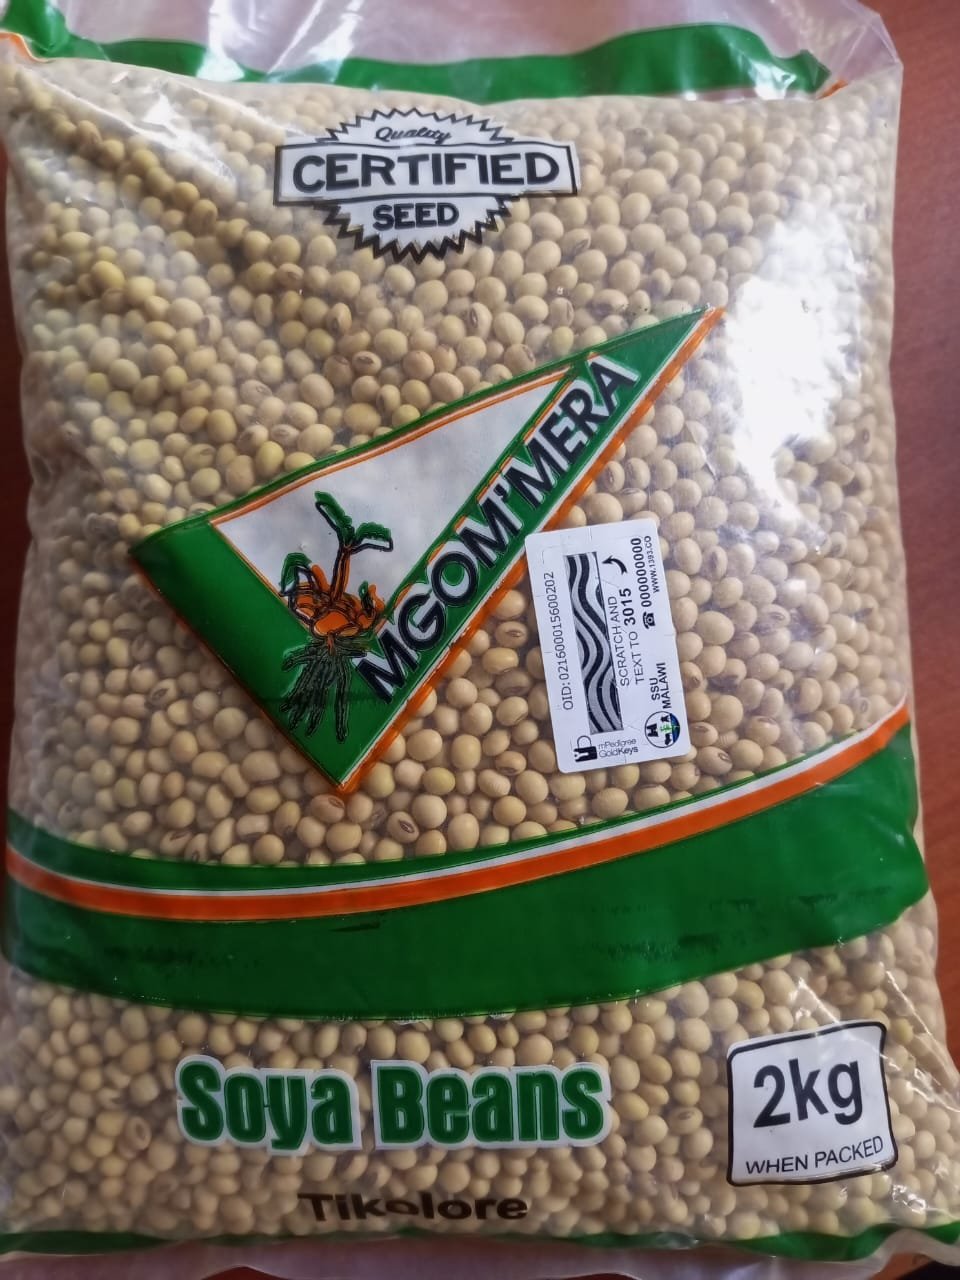 Quality
CERTIFIED
SEED
MGOM'MERA
OID:021600015600202
SCRATCH AND
TEXT TO 3015
☎ 000000000
WWW.1393.CO
mPedigree
GoldKeys
SSU
MALAWI
Soya Beans
2kg
WHEN PACKED
Tikolore